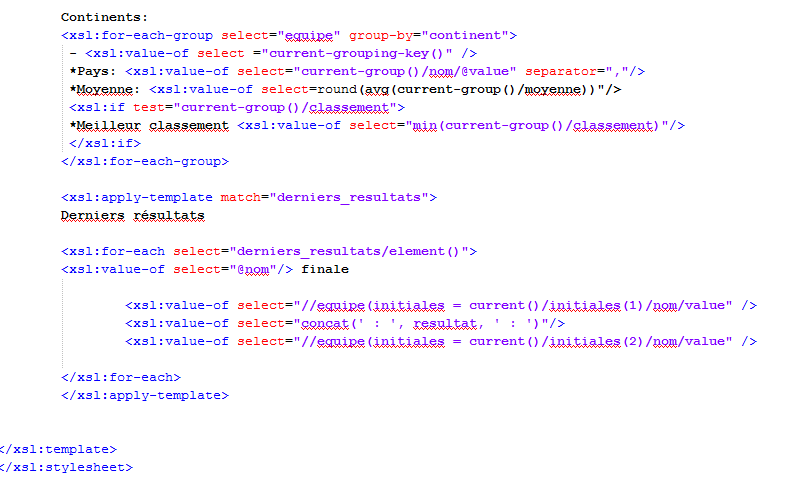 Continents:
<xsl:for-each-group select="equipe" group-by="continent">
- <xsl:value-of select ="current-grouping-key()" />
*Pays: <xsl:value-of select="current-group()/nom/@value" separator=","/>
*Moyenne: <xsl:value-of select=round(avg(current-group()/moyenne))"/>
<xsl:if test="current-group()/classement">
*Meilleur classement <xsl:value-of select="min(current-group()/classement)"/>
</xsl:if>
</xsl:for-each-group>
<xsl:apply-template match="derniers_resultats">
Derniers résultats
<xsl:for-each select="derniers_resultats/element()">
<xsl:value-of select="@nom"/> finale
<xsl:value-of select="//equipe(initiales = current()/initiales(1)/nom/value" />
<xsl:value-of select="concat(' : ', resultat, ' : ')"/>
<xsl:value-of select="//equipe(initiales = current()/initiales(2)/nom/value" />
</xsl:for-each>
</xsl:apply-template>
</xsl:template>
</xsl:stylesheet>